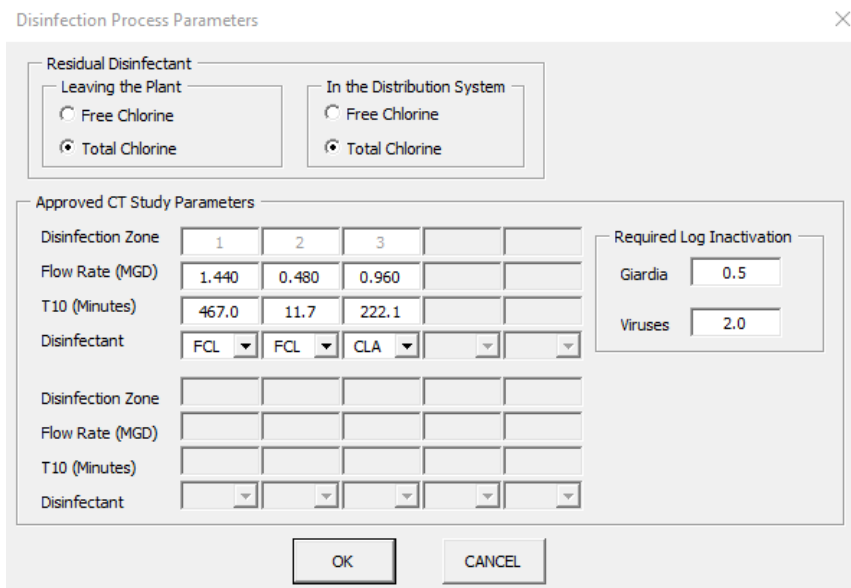 Disinfection Process Parameters
Residual Disinfectant
Leaving the Plant
Free Chlorine
Total Chlorine
In the Distribution System
Free Chlorine
Total Chlorine
Approved CT Study Parameters
Disinfection Zone 1 2 3
Flow Rate (MGD) 1.440 0.480 0.960
T10 (Minutes) 467.0 11.7 222.1
Disinfectant FCL FCL CLA
Required Log Inactivation
Giardia 0.5
Viruses 2.0
Disinfection Zone
Flow Rate (MGD)
T10 (Minutes)
Disinfectant
OK CANCEL